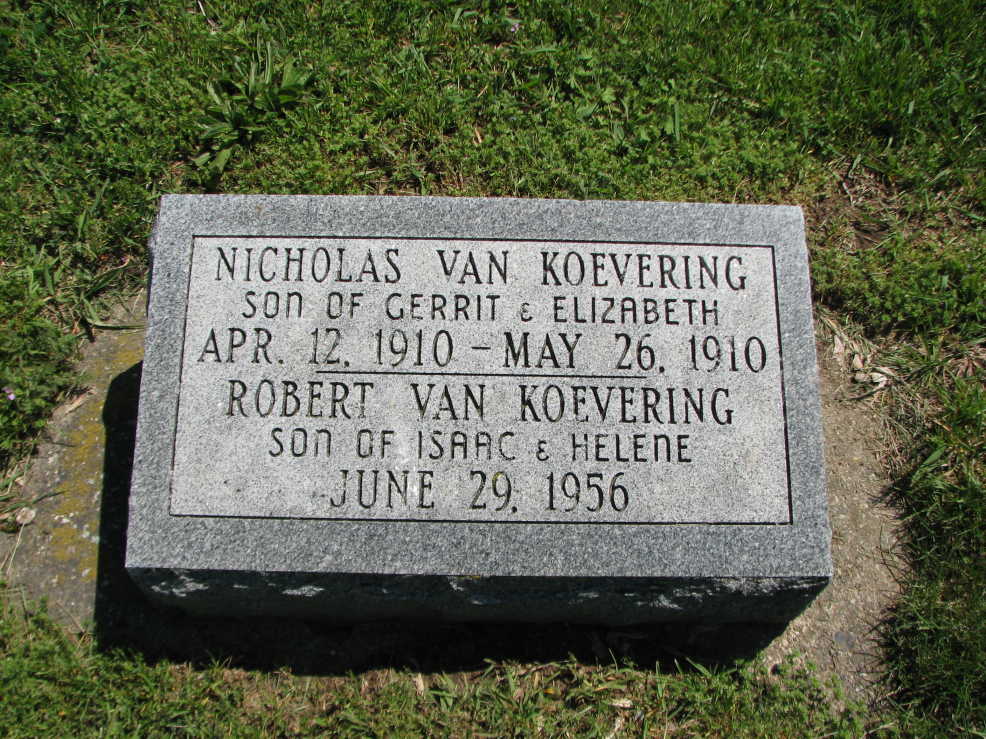 NICHOLAS VAN KOEVERING
SON OF GERRIT & ELIZABETH
APR. 12, 1910 – MAY 26, 1910
ROBERT VAN KOEVERING
SON OF ISAAC & HELENE
JUNE 29, 1956